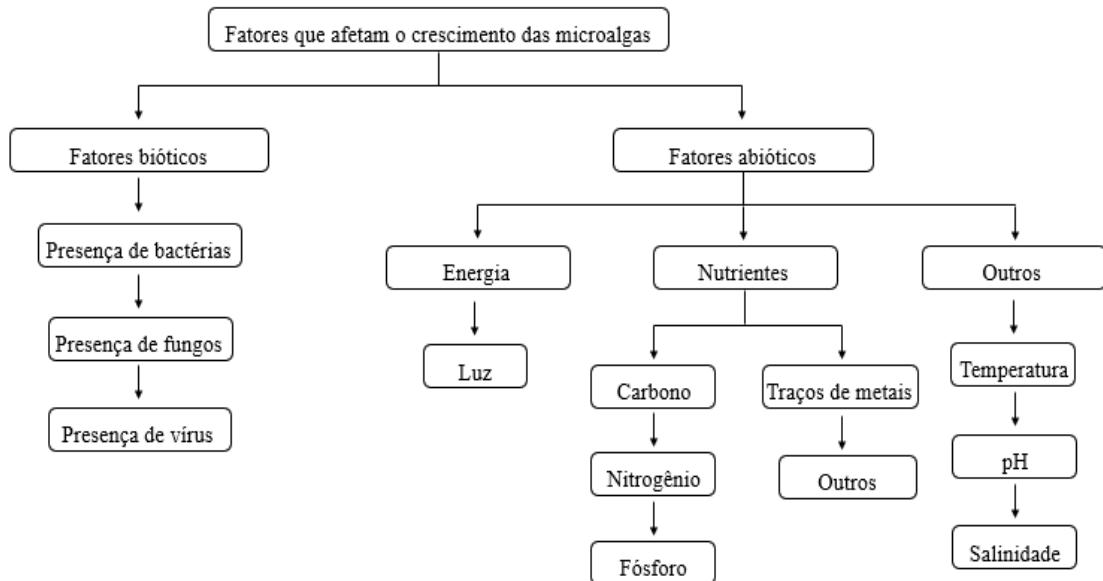 Fatores que afetam o crescimento das microalgas
Fatores bióticos
Fatores abióticos
Presença de bactérias
Energia
Nutrientes
Outros
Presença de fungos
Luz
Carbono
Traços de metais
Temperatura
Presença de vírus
Nitrogênio
Outros
pH
Fósforo
Salinidade